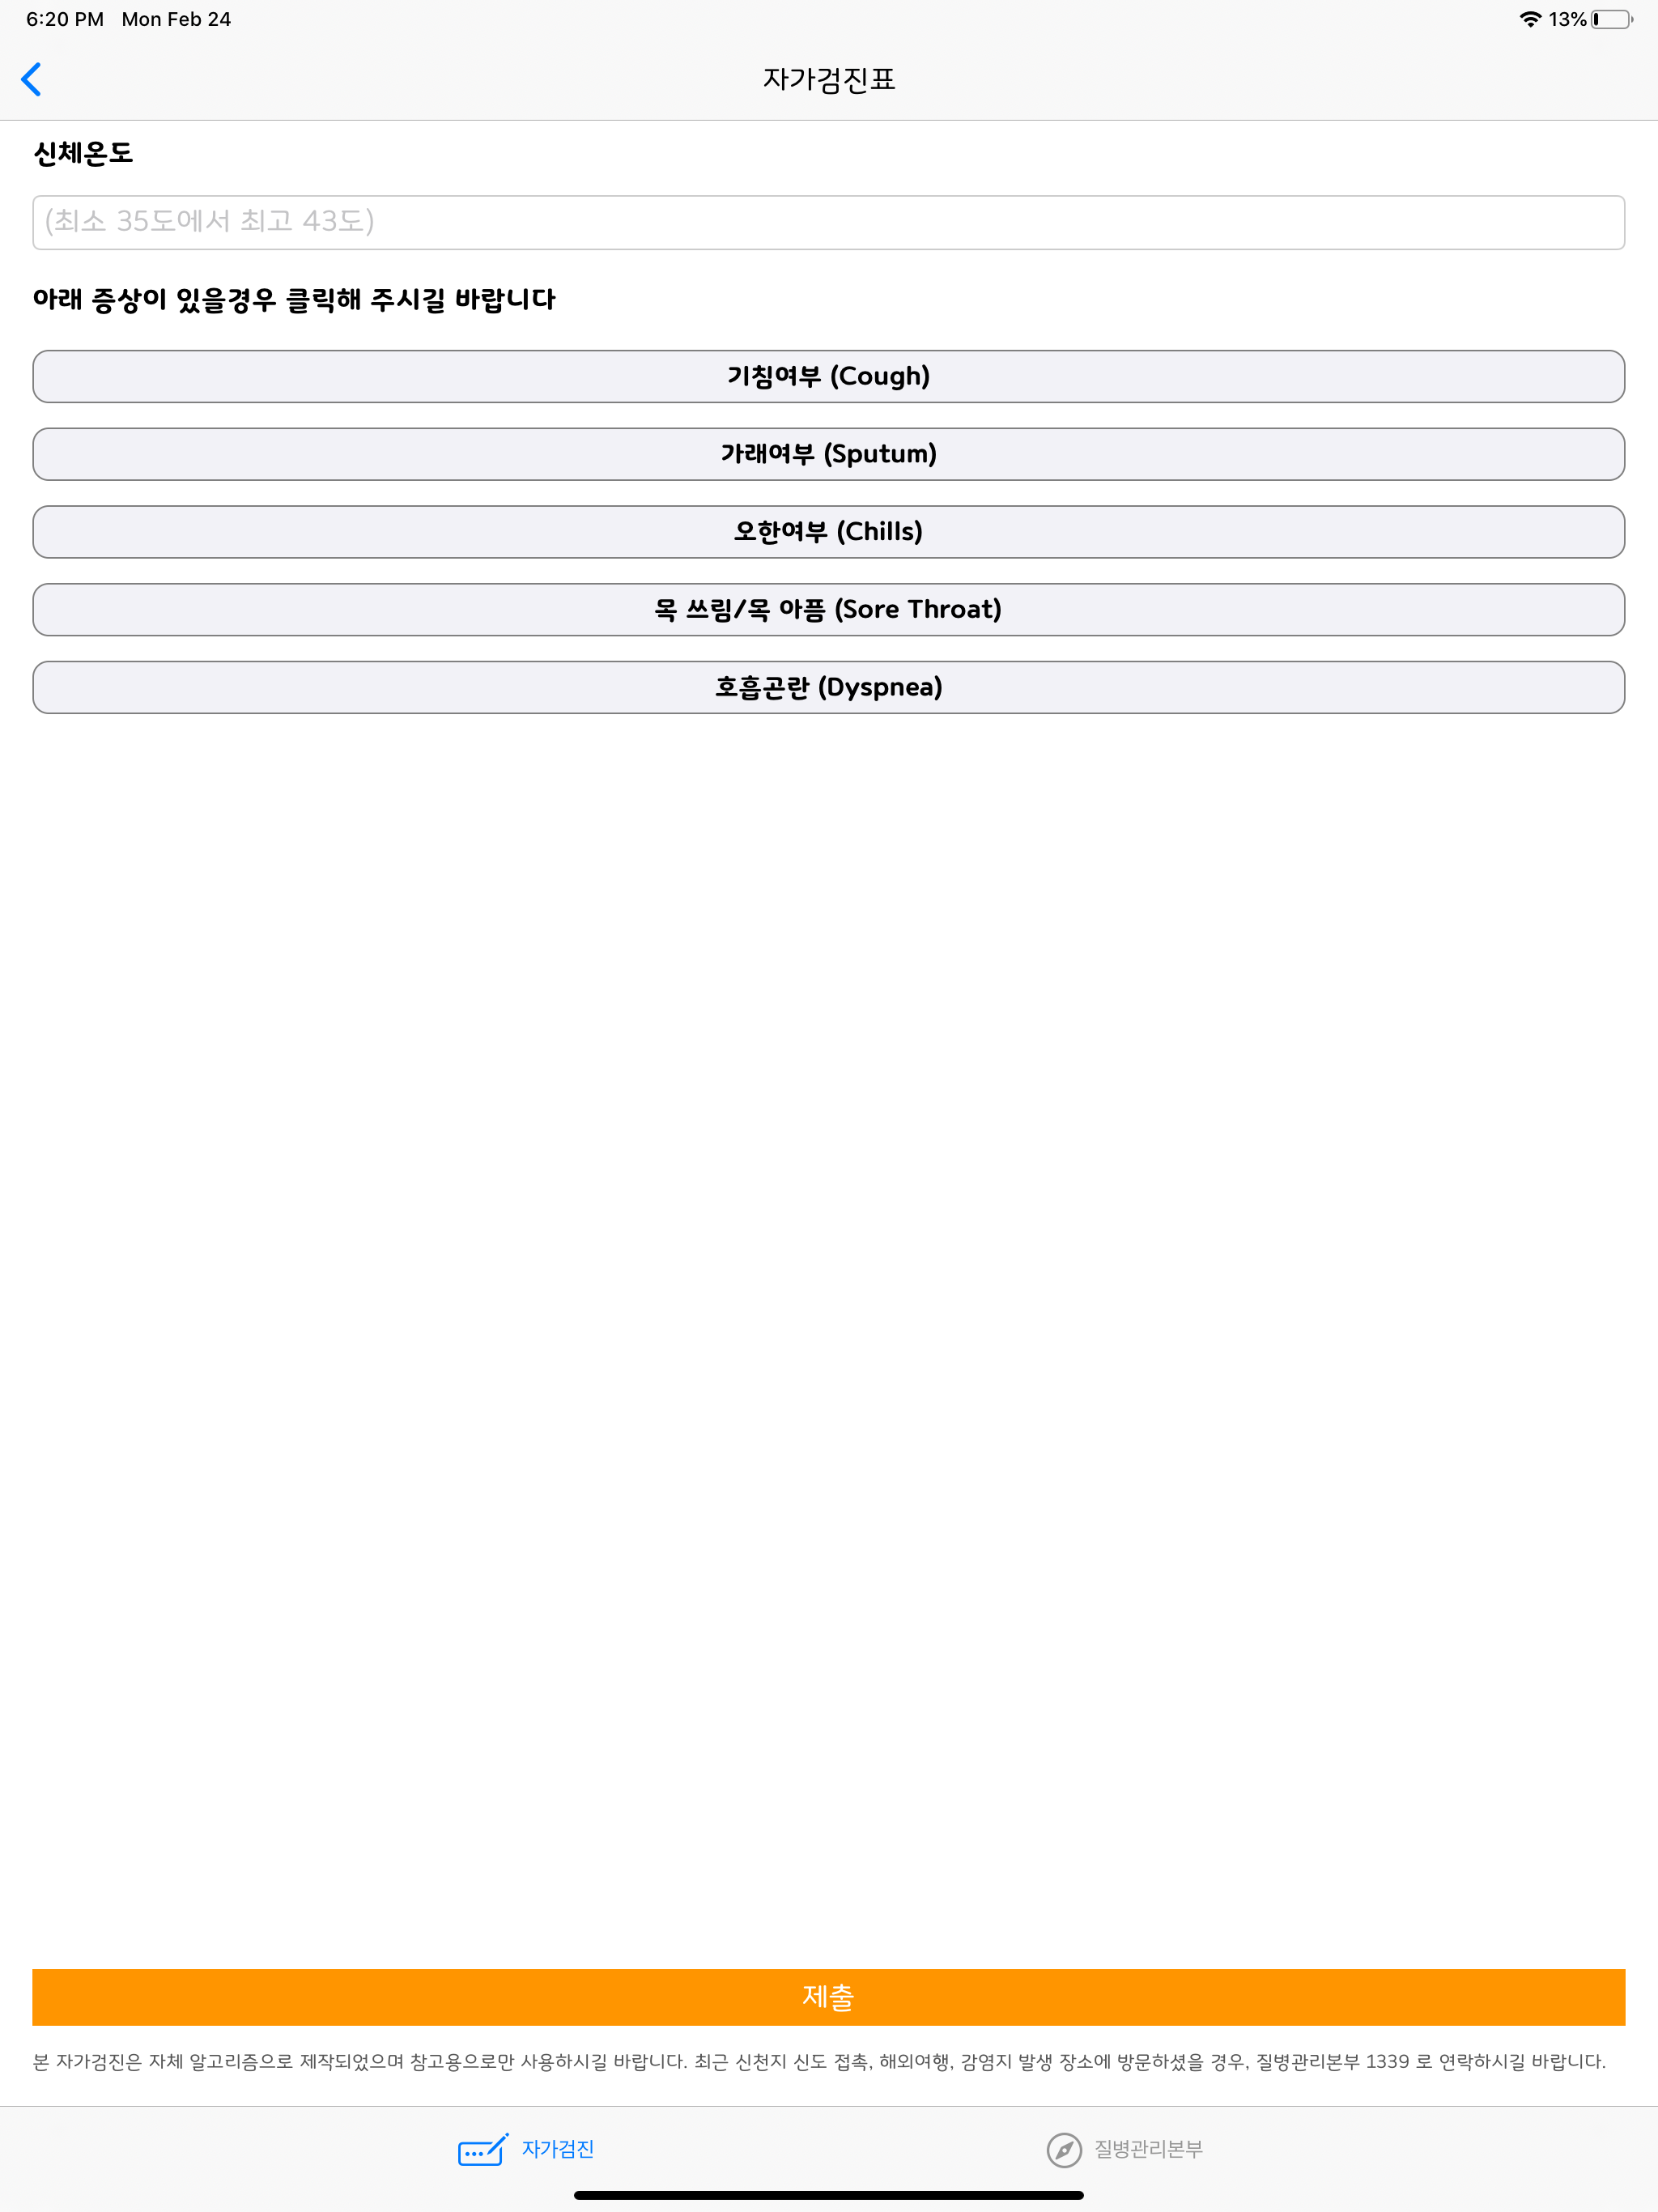 6:20 PM Mon Feb 24 13%
자가검진표
신체온도
(최소 35도에서 최고 43도)
아래 증상이 있을경우 클릭해 주시길 바랍니다
기침여부 (Cough)
가래여부 (Sputum)
오한여부 (Chills)
목 쓰림/목 아픔 (Sore Throat)
호흡곤란 (Dyspnea)
제출
본 자가검진은 자체 알고리즘으로 제작되었으며 참고용으로만 사용하시길 바랍니다. 최근 신천지 신도 접촉, 해외여행, 감염지 발생 장소에 방문하셨을 경우, 질병관리본부 1339 로 연락하시길 바랍니다.
자가검진 질병관리본부